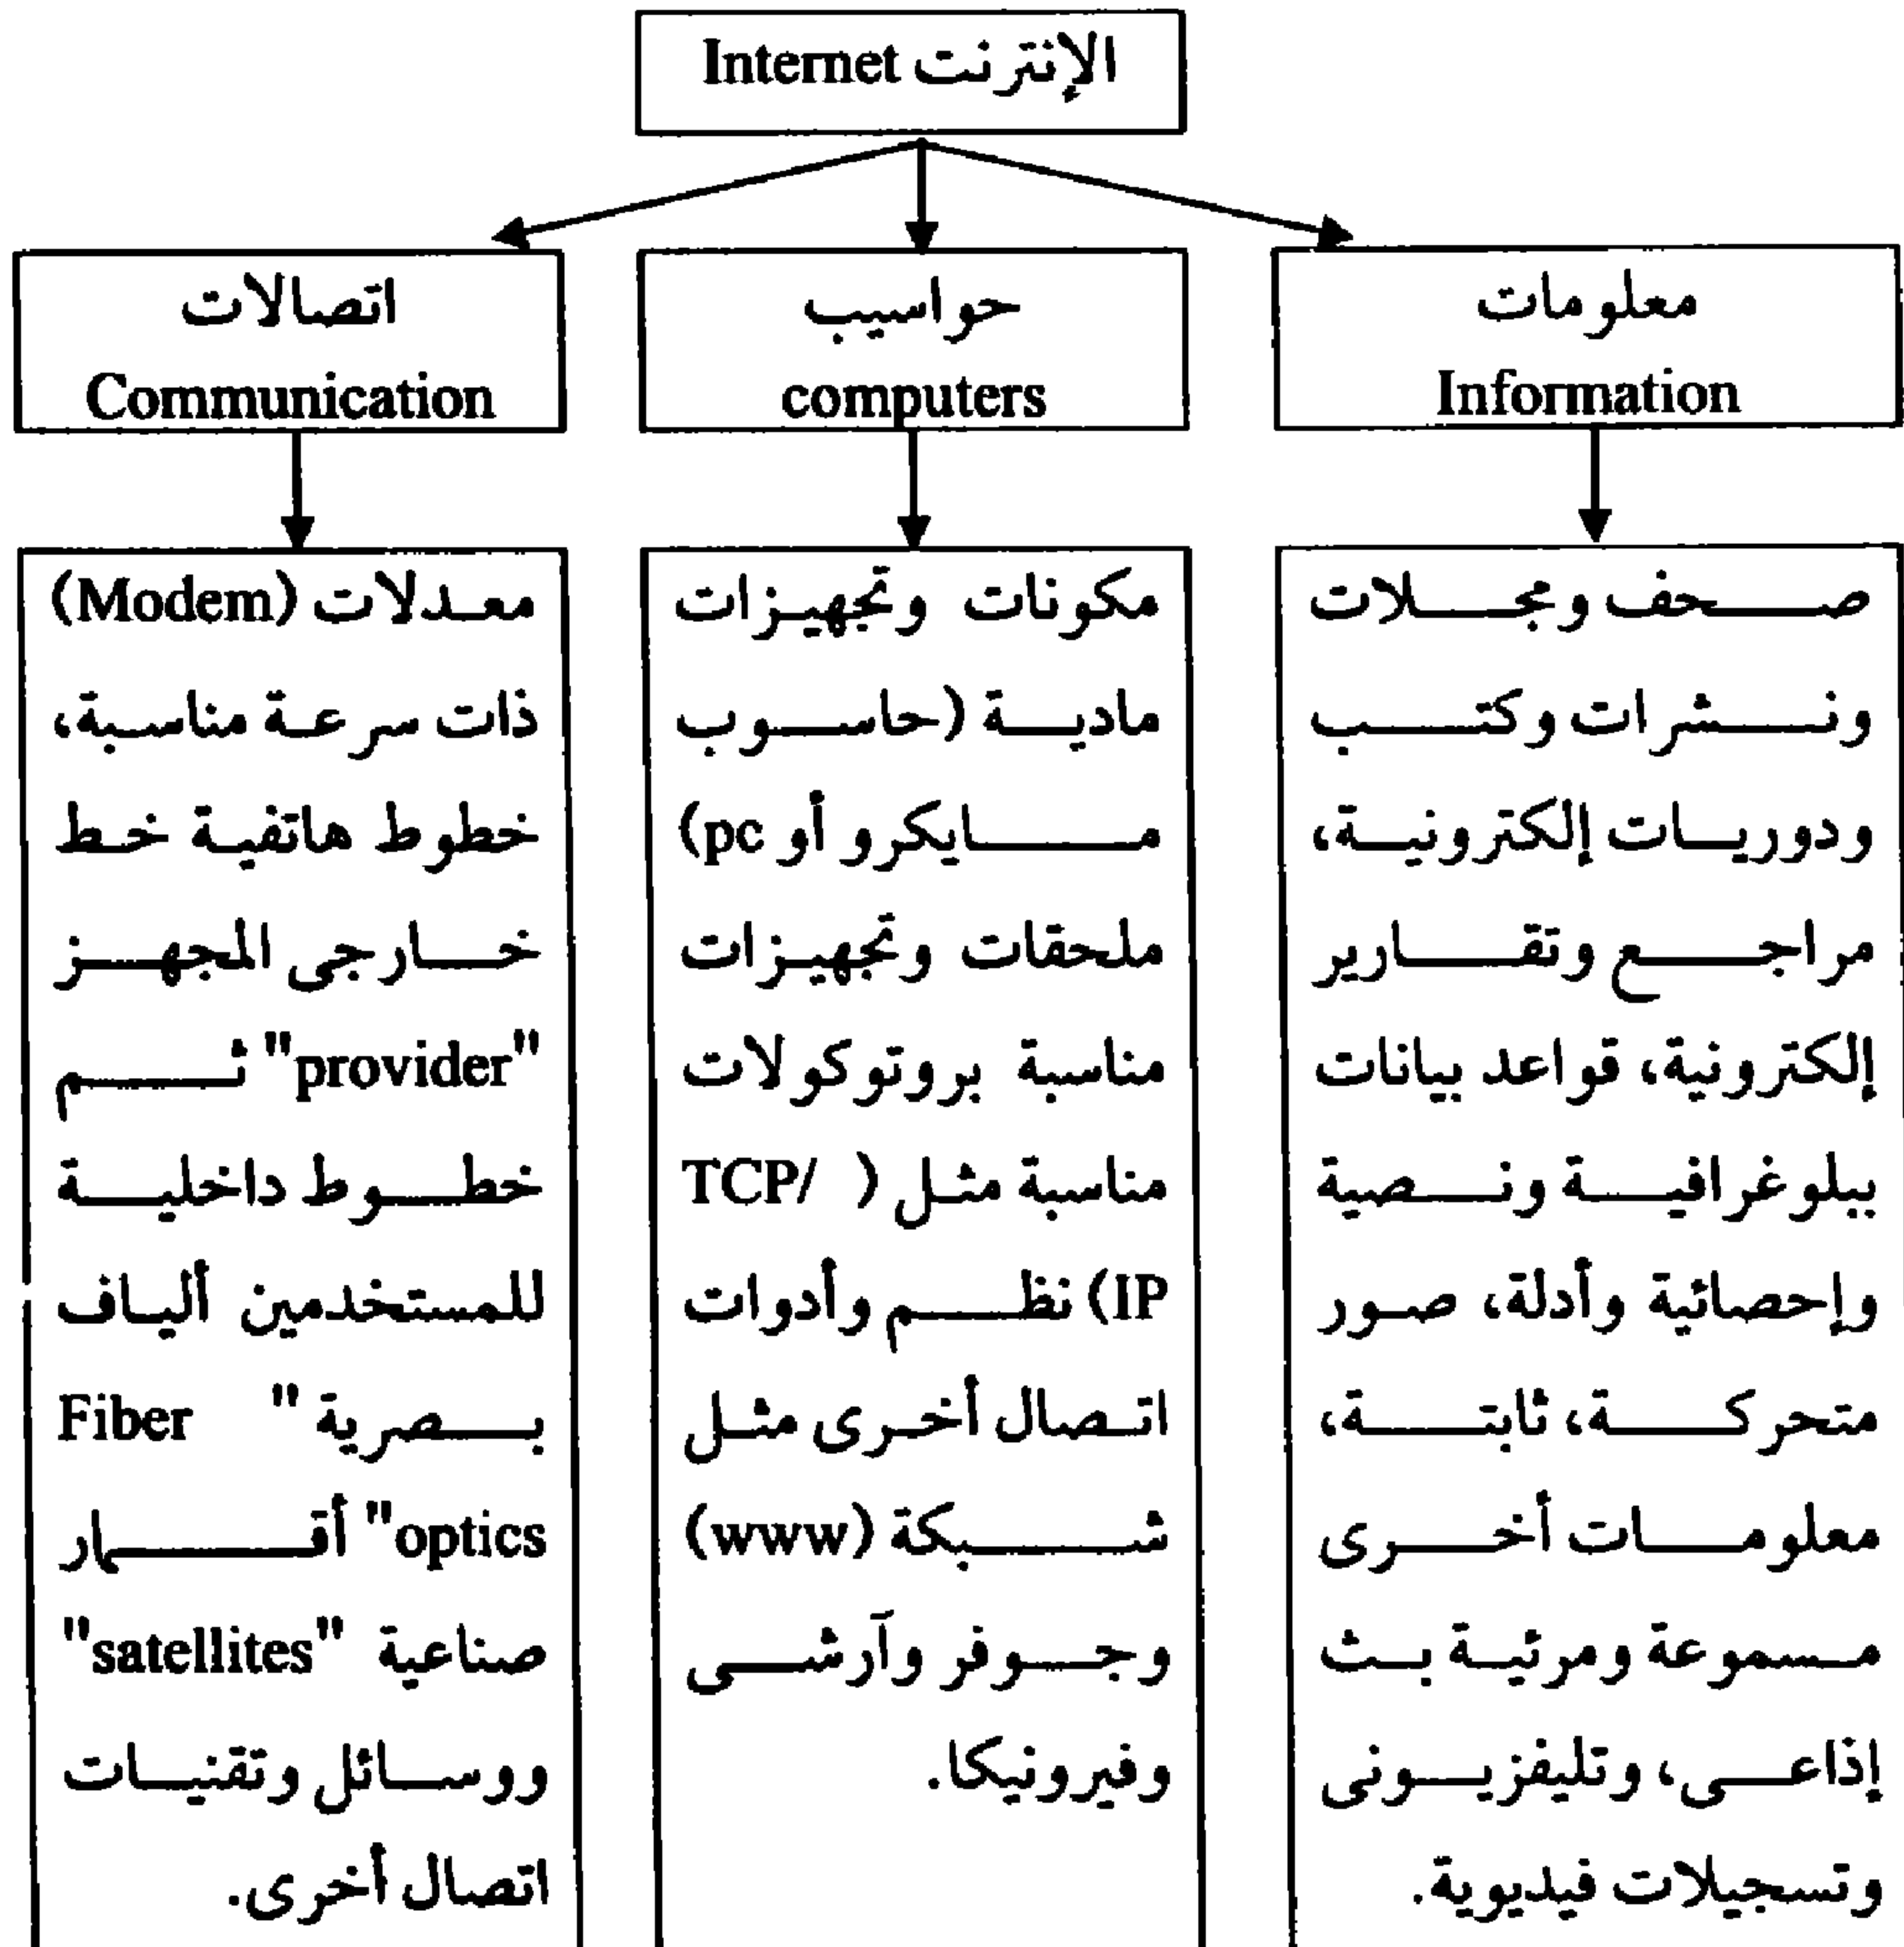 الإنترنت Internet
معلومات
Information
حواسيب
computers
اتصالات
Communication
صحف ومجلات
ونشرات وكتب
ودوريات إلكترونية،
مراجع وتقارير
إلكترونية، قواعد بيانات
ببلوغرافية ونصية
وإحصائية وأدلة، صور
متحركة، ثابتة،
معلومات أخرى
مسموعة ومرئية بث
إذاعى، وتليفزيونى
وتسجيلات فيديوية.
مكونات وتجهيزات
مادية (حاسوب
مايكرو أو pc)
ملحقات وتجهيزات
مناسبة بروتوكولات
مناسبة مثل ( TCP/
IP) نظم وأدوات
اتصال أخرى مثل
شبكة (www)
وجوفر وآرشى
وفيرونيكا.
معدلات (Modem)
ذات سرعة مناسبة،
خطوط هاتفية خط
خارجى المجهز
"provider" ثم
خطوط داخلية
للمستخدمين ألياف
بصرية " Fiber
optics" أقمار
صناعية "satellites"
ووسائل وتقنيات
اتصال أخرى.